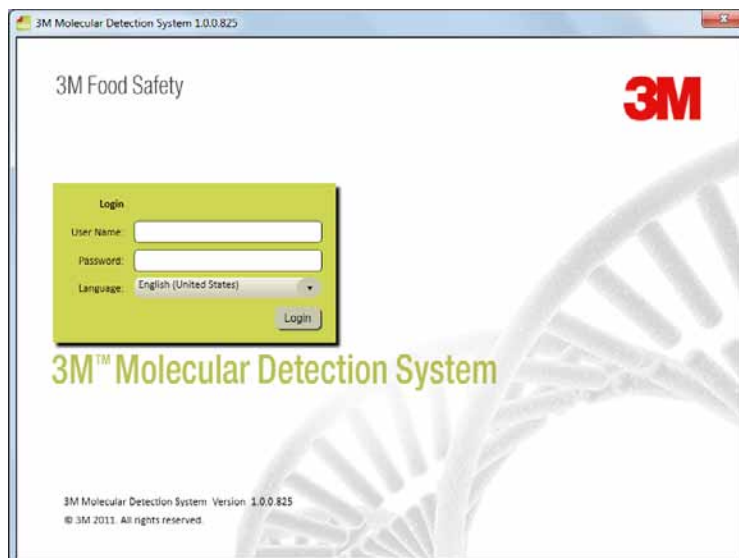 3M Molecular Detection System 1.0.0.825
3M Food Safety
3M
Login
User Name:
Password:
Language: English (United States)
Login
3M™ Molecular Detection System
3M Molecular Detection System Version 1.0.0.825
© 3M 2011. All rights reserved.